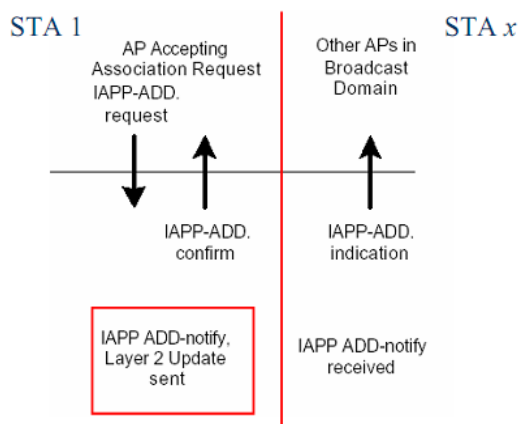 STA 1
AP Accepting
Association Request
IAPP-ADD.
request
Other APs in
Broadcast
Domain
STA x
IAPP-ADD.
confirm
IAPP-ADD.
indication
IAPP ADD-notify,
Layer 2 Update
sent
IAPP ADD-notify
received